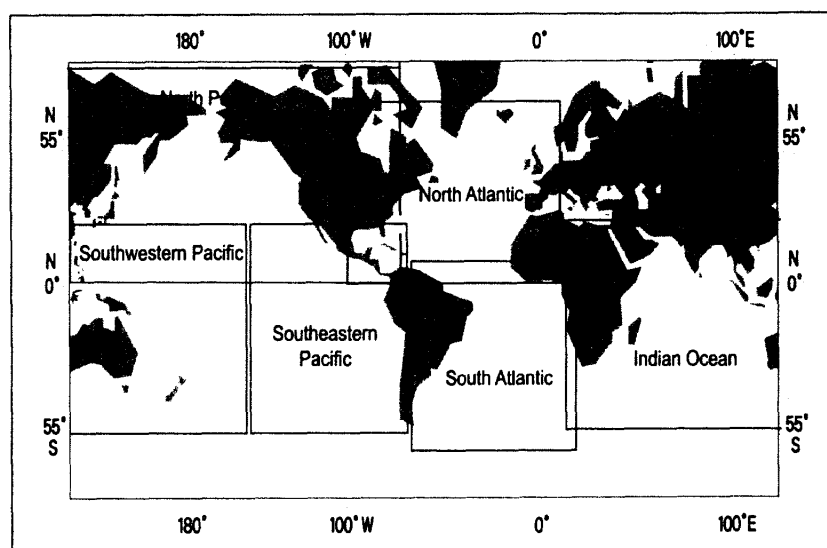 180° 100°W 0° 100°E
N
55°
N
55°
North
North Atlantic
Southwestern Pacific
N
0°
N
0°
Southeastern
Pacific
South Atlantic
Indian Ocean
55°
S
55°
S
180° 100°W 0° 100°E